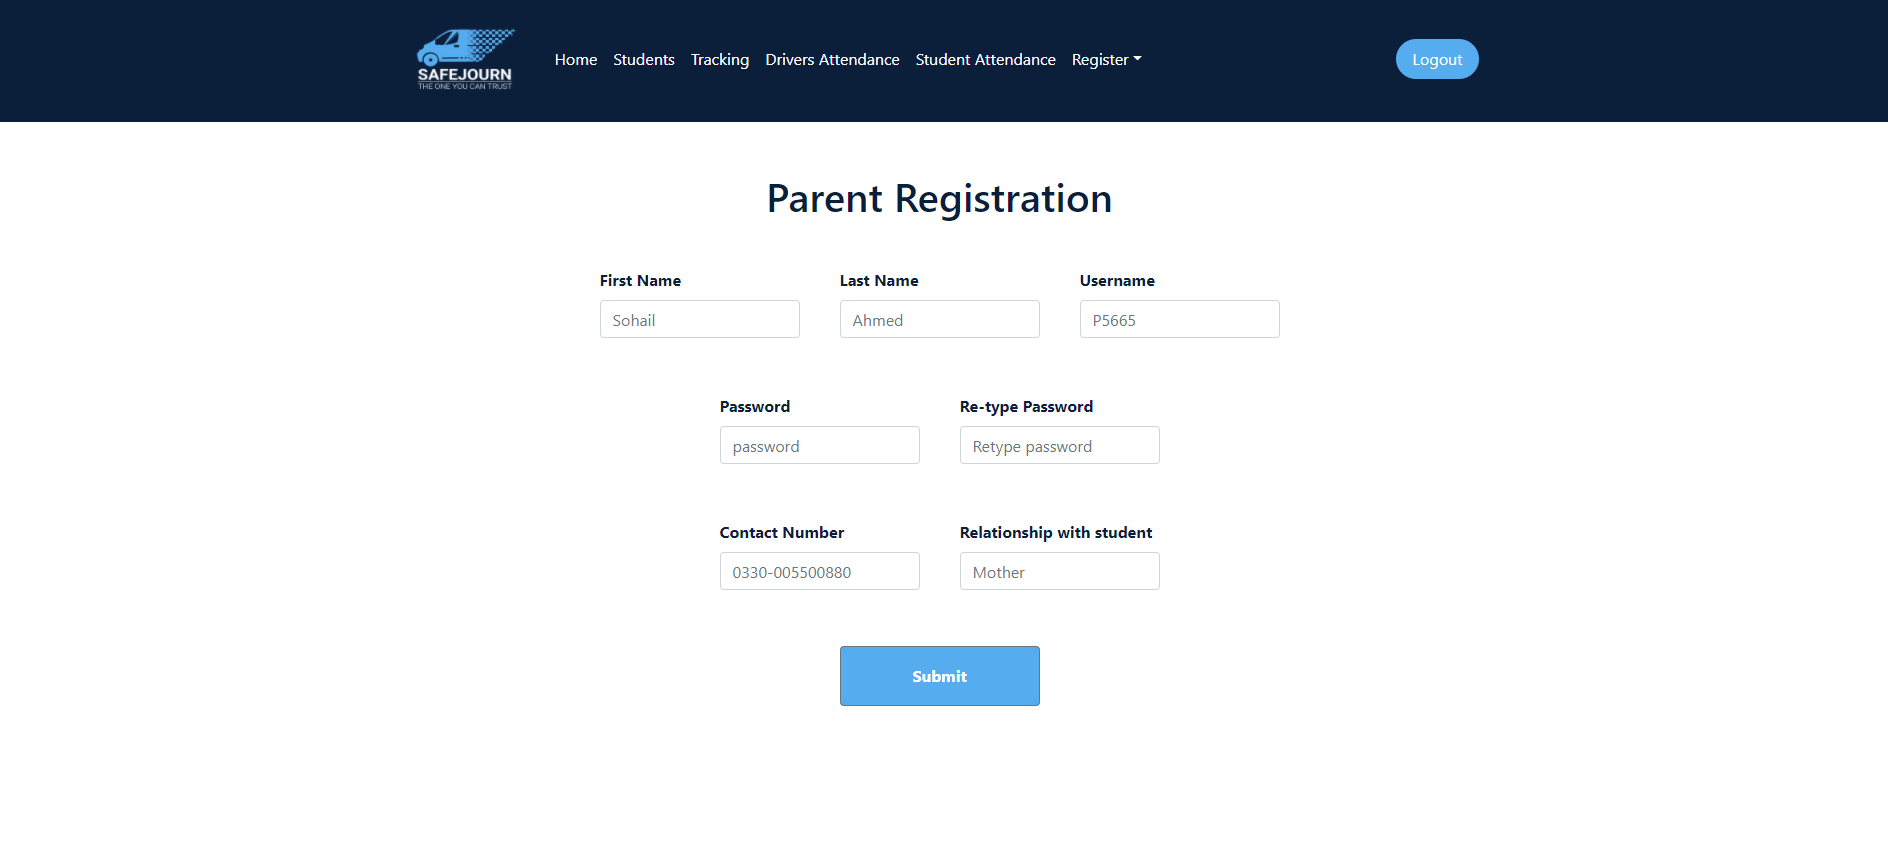 SAFEJOURN
THE ONE YOU CAN TRUST
Home Students Tracking Drivers Attendance Student Attendance Register
Logout
Parent Registration
First Name Last Name Username
Sohail Ahmed P5665
Password Re-type Password
password Retype password
Contact Number Relationship with student
0330-005500880 Mother
Submit